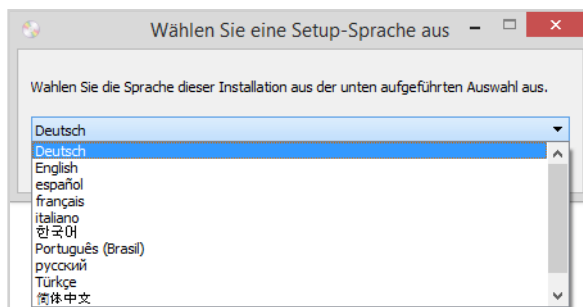 Wählen Sie eine Setup-Sprache aus
Wahlen Sie die Sprache dieser Installation aus der unten aufgeführten Auswahl aus.
Deutsch
Deutsch
English
español
français
italiano
한국어
Português (Brasil)
русский
Türkçe
简体中文